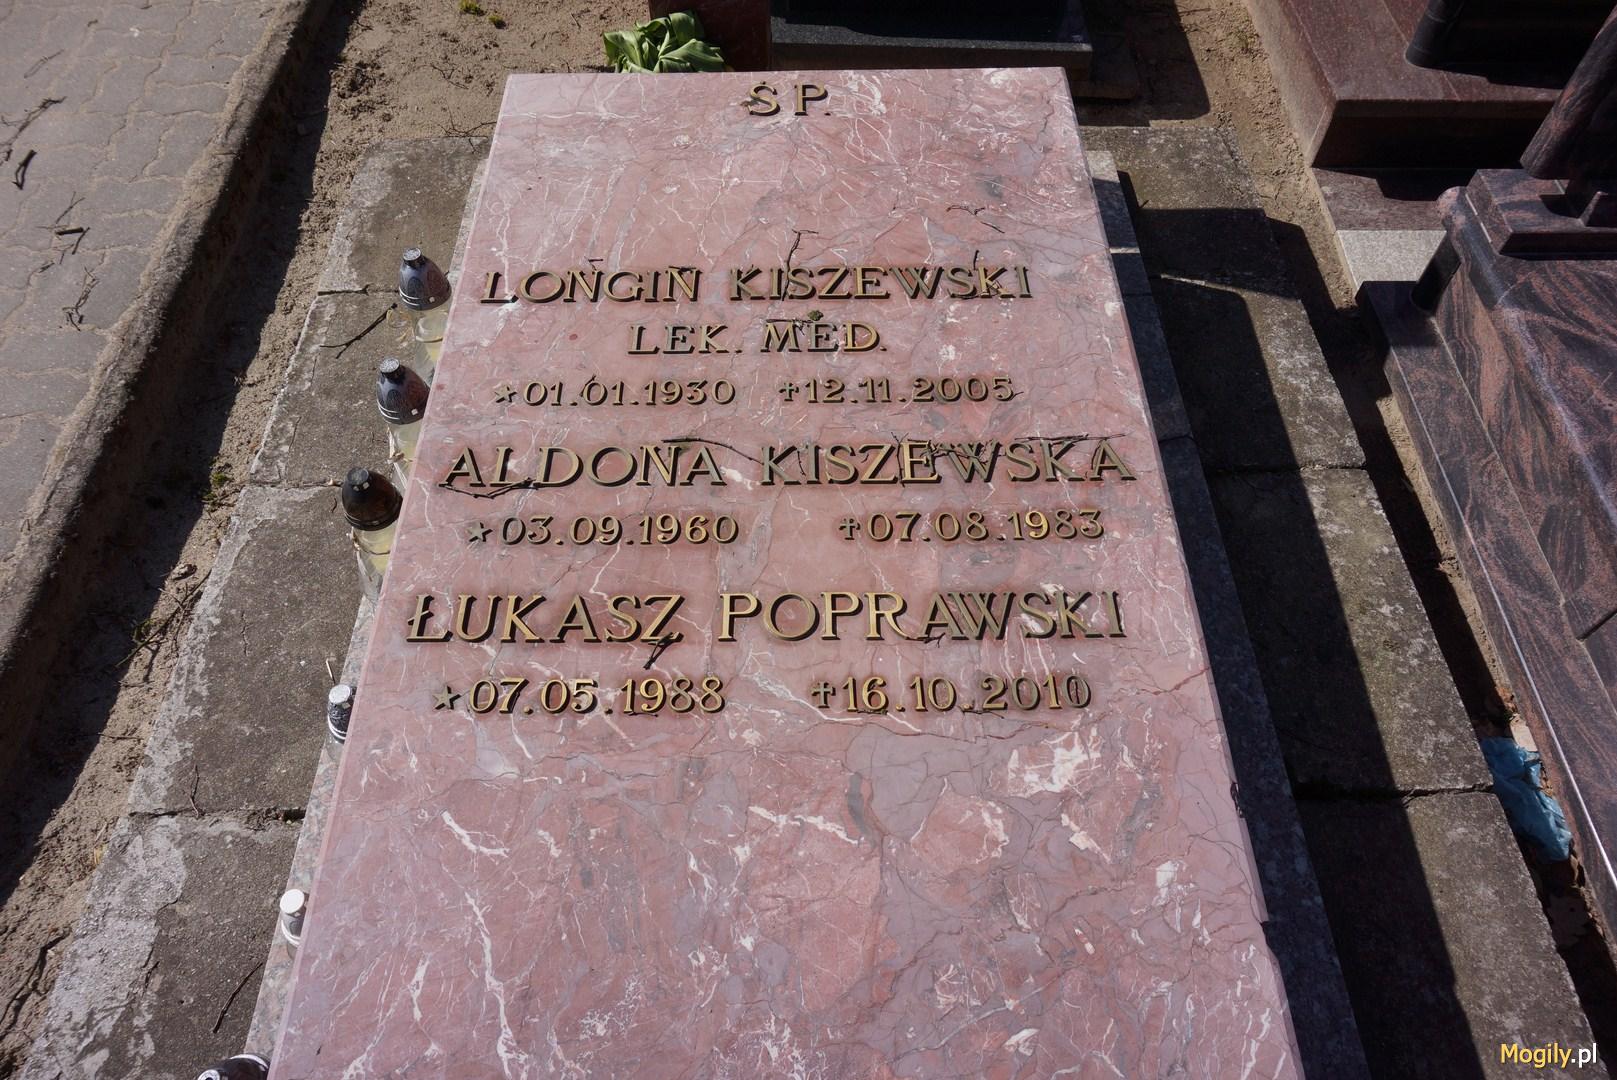 Ś.P.
LONGIN KISZEWSKI
LEK. MED.
★01.01.1930 ✝12.11.2005
ALDONA KISZEWSKA
★03.09.1960 ✝07.08.1983
ŁUKASZ POPRAWSKI
★07.05.1988 ✝16.10.2010
Mogily.pl